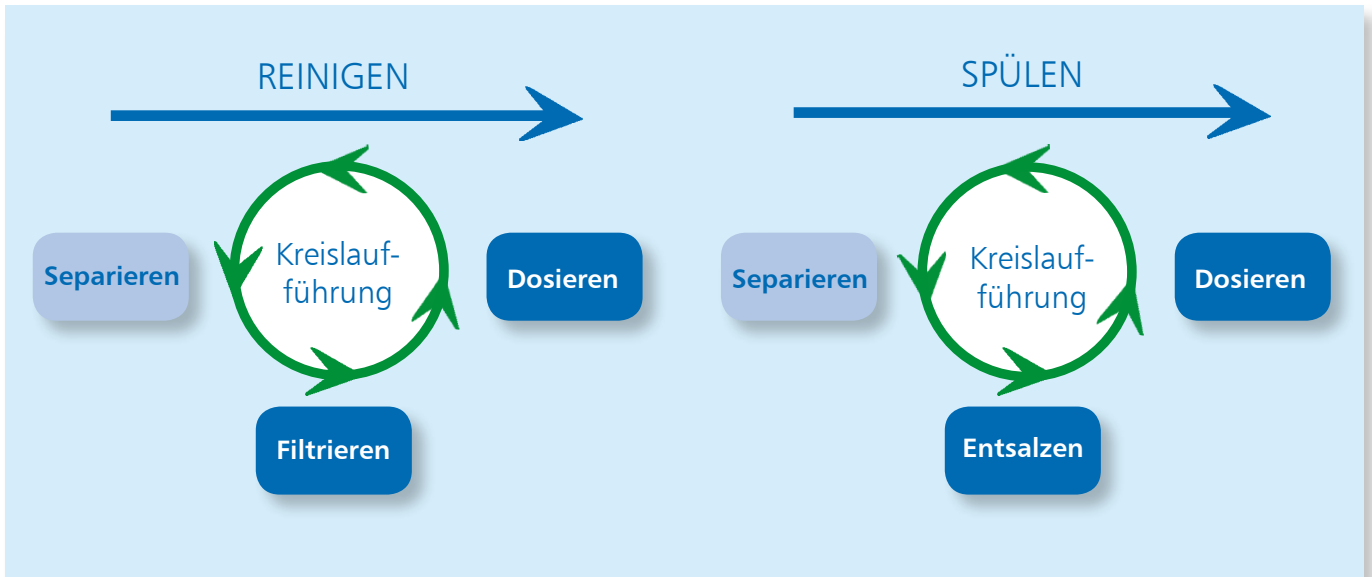 REINIGEN
Separieren
Kreislauf-
führung
Dosieren
Filtrieren
SPÜLEN
Separieren
Kreislauf-
führung
Dosieren
Entsalzen